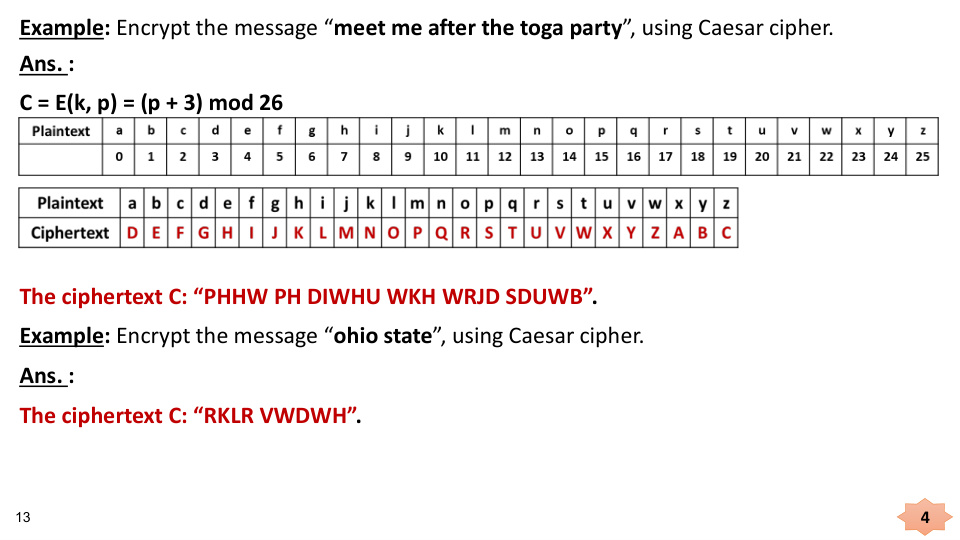 Example: Encrypt the message “meet me after the toga party”, using Caesar cipher.
Ans. :
C = E(k, p) = (p + 3) mod 26
Plaintext a b c d e f g h i j k l m n o p q r s t u v w x y z
0 1 2 3 4 5 6 7 8 9 10 11 12 13 14 15 16 17 18 19 20 21 22 23 24 25
Plaintext a b c d e f g h i j k l m n o p q r s t u v w x y z
Ciphertext D E F G H I J K L M N O P Q R S T U V W X Y Z A B C
The ciphertext C: “PHHW PH DIWHU WKH WRJD SDUWB”.
Example: Encrypt the message “ohio state”, using Caesar cipher.
Ans. :
The ciphertext C: “RKLR VWDWH”.
13
4